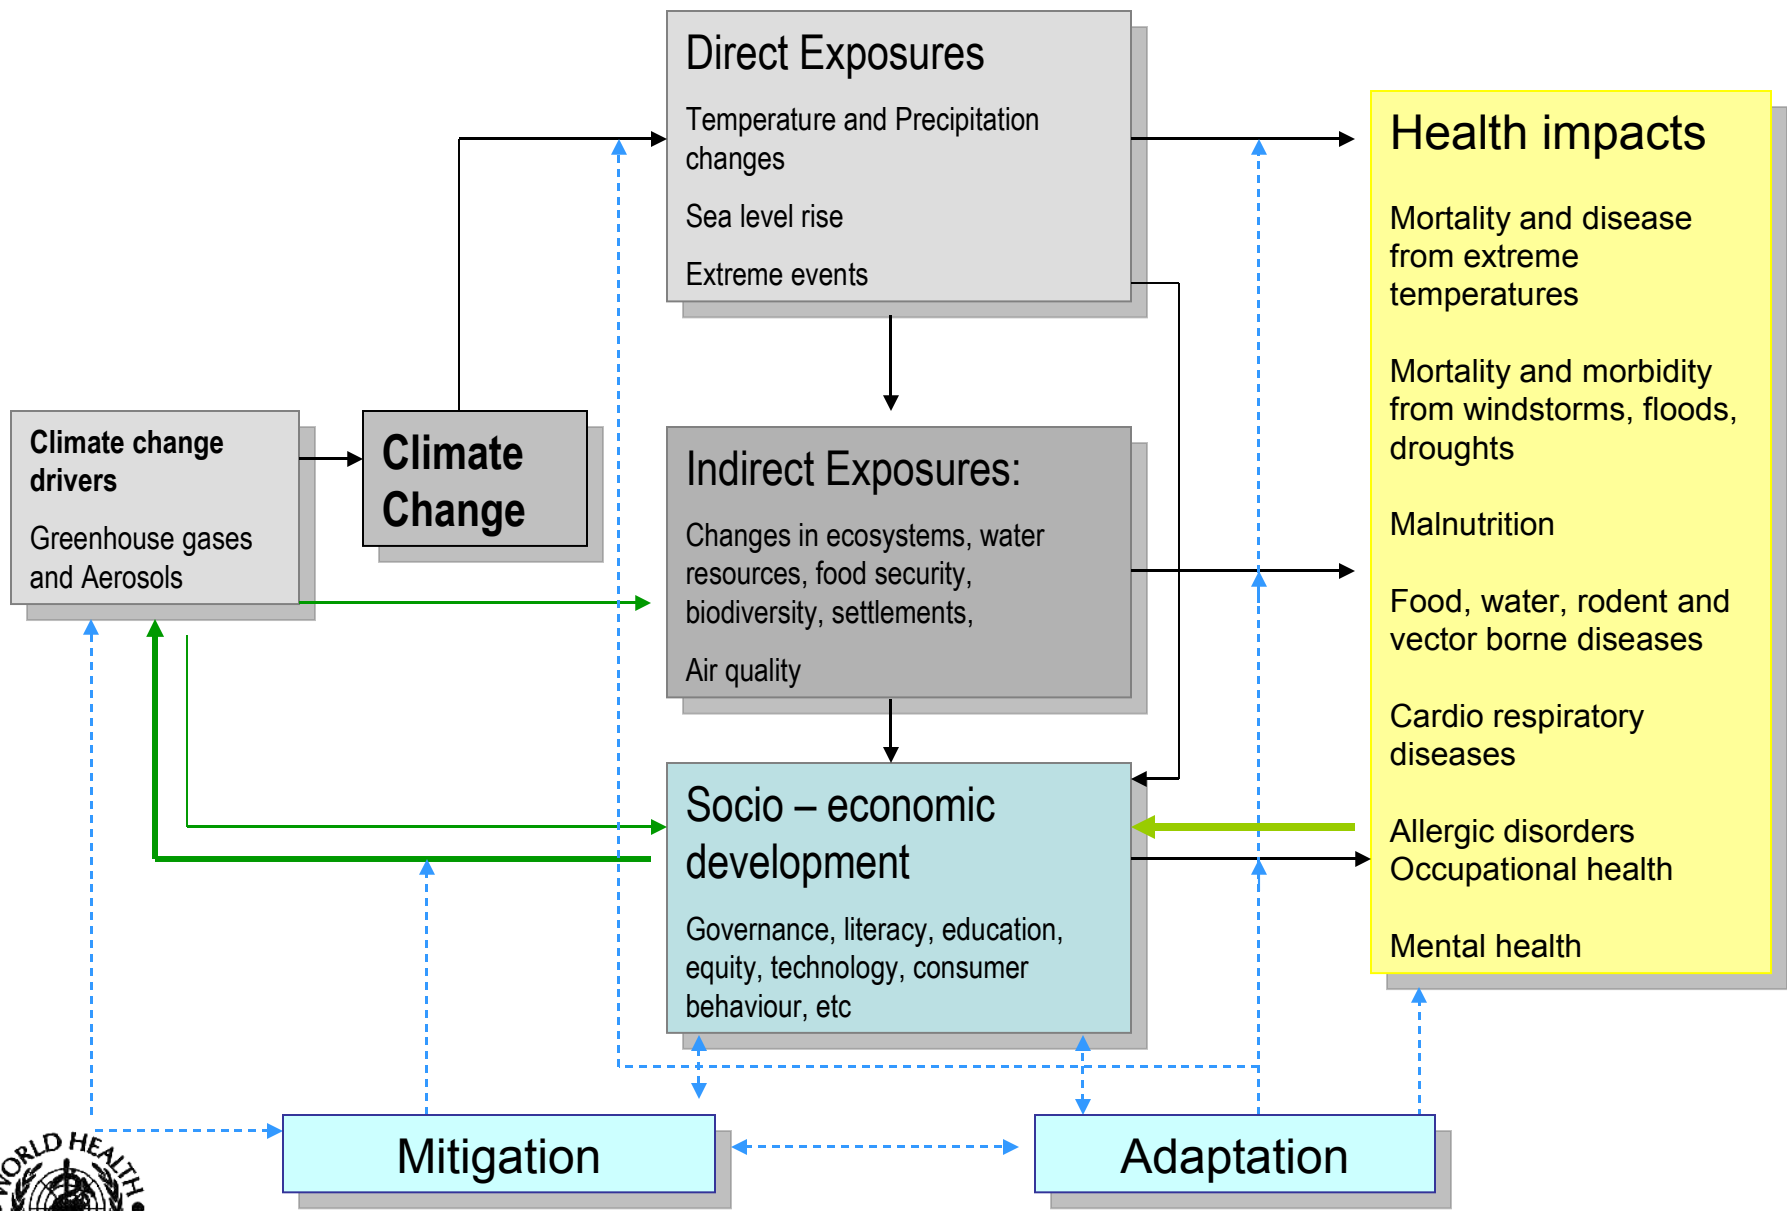 Direct Exposures
Temperature and Precipitation
changes
Sea level rise
Extreme events
Health impacts
Mortality and disease
from extreme
temperatures
Mortality and morbidity
from windstorms, floods,
droughts
Malnutrition
Food, water, rodent and
vector borne diseases
Cardio respiratory
diseases
Allergic disorders
Occupational health
Mental health
Climate change
drivers
Greenhouse gases
and Aerosols
Climate
Change
Indirect Exposures:
Changes in ecosystems, water
resources, food security,
biodiversity, settlements,
Air quality
Socio – economic
development
Governance, literacy, education,
equity, technology, consumer
behaviour, etc
Mitigation
Adaptation
WORLD HEALTH